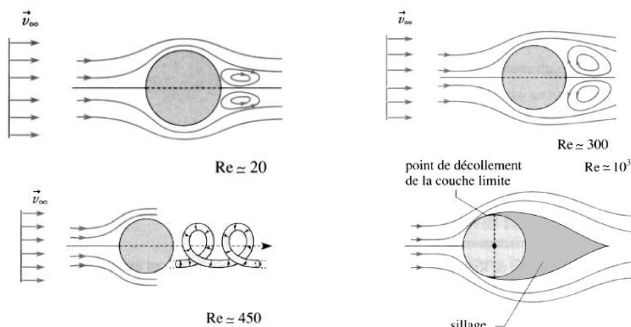 v∞
v∞
Re ≃ 20
Re ≃ 300
Re ≃ 10³
point de décollement
de la couche limite
v∞
Re ≃ 450
sillage